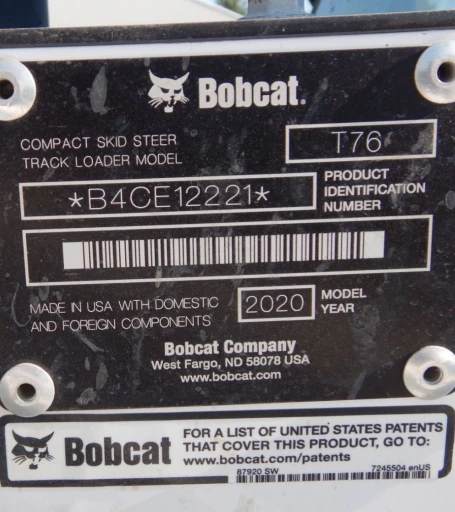 Bobcat.
COMPACT SKID STEER
TRACK LOADER MODEL
T76
*B4CE12221*
PRODUCT
IDENTIFICATION
NUMBER
MADE IN USA WITH DOMESTIC
AND FOREIGN COMPONENTS
2020
MODEL
YEAR
Bobcat Company
West Fargo, ND 58078 USA
www.bobcat.com
Bobcat
FOR A LIST OF UNITED STATES PATENTS
THAT COVER THIS PRODUCT, GO TO:
www.bobcat.com/patents
87920 SW
7245504 enUS